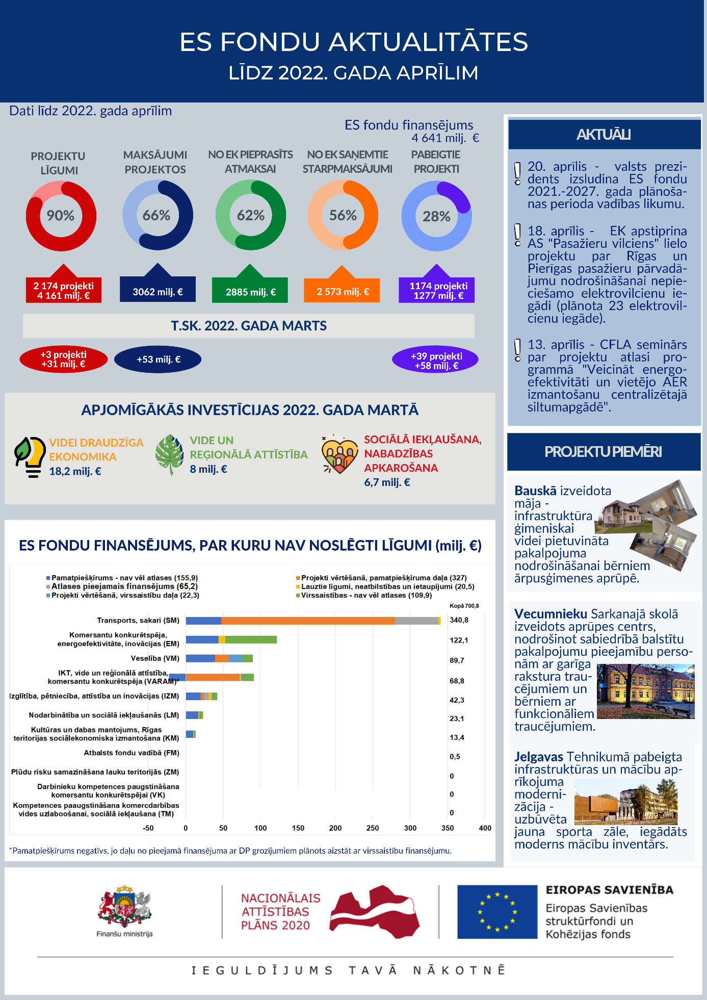 ES FONDU AKTUALITĀTES
LĪDZ 2022. GADA APRĪLIM
Dati līdz 2022. gada aprīlim
ES fondu finansējums
4 641 milj. €
PROJEKTU
LĪGUMI
90%
2 174 projekti
4 161 milj. €
MAKSĀJUMI
PROJEKTOS
66%
3062 milj. €
NO EK PIEPRASĪTS
ATMAKSAI
62%
2885 milj. €
NO EK SAŅEMTIE
STARPMAKSĀJUMI
56%
2 573 milj. €
PABEIGTIE
PROJEKTI
28%
1174 projekti
1277 milj. €
T.SK. 2022. GADA MARTS
+3 projekti
+31 milj. €
+53 milj. €
+39 projekti
+58 milj. €
APJOMĪGĀKĀS INVESTĪCIJAS 2022. GADA MARTĀ
VIDEI DRAUDZĪGA
EKONOMIKA
18,2 milj. €
VIDE UN
REĢIONĀLĀ ATTĪSTĪBA
8 milj. €
SOCIĀLĀ IEKĻAUŠANA,
NABADZĪBAS
APKAROŠANA
6,7 milj. €
ES FONDU FINANSĒJUMS, PAR KURU NAV NOSLĒGTI LĪGUMI (milj. €)
Pamatpiešķīrums - nav vēl atlases (155,9)
Projekti vērtēšanā, pamatpiešķīruma daļa (327)
Atlases pieejamais finansējums (65,2)
Lauztie līgumi, neatbilstības un ietaupījumi (20,5)
Projekti vērtēšanā, virssaistību daļa (22,3)
Virssaistības - nav vēl atlases (109,9)
Kopā 700,8
Transports, sakari (SM)
340,8
Komersantu konkurētspēja,
energoefektivitāte, inovācijas (EM)
122,1
Veselība (VM)
89,7
IKT, vide un reģionālā attīstība,
komersantu konkurētspēja (VARAM)*
68,8
Izglītība, pētniecība, attīstība un inovācijas (IZM)
42,3
Nodarbinātība un sociālā iekļaušanās (LM)
23,1
Kultūras un dabas mantojums, Rīgas
teritorijas sociālekonomiska izmantošana (KM)
13,4
Atbalsts fondu vadībā (FM)
0,5
Plūdu risku samazināšana lauku teritorijās (ZM)
0
Darbinieku kompetences paugstināšana
komersantu konkurētspējai (VK)
0
Kompetences paaugstināšana komercdarbības
vides uzlaboošanai, sociālā iekļaušana (TM)
0
-50 0 50 100 150 200 250 300 350 400
*Pamatpiešķīrums negatīvs, jo daļu no pieejamā finansējuma ar DP grozījumiem plānots aizstāt ar virssaistību finansējumu.
AKTUĀLI
20. aprīlis - valsts prezi-
dents izsludina ES fondu
2021.-2027. gada plānoša-
nas perioda vadības likumu.
18. aprīlis - EK apstiprina
AS "Pasažieru vilciens" lielo
projektu par Rīgas un
Pierīgas pasažieru pārvadā-
jumu nodrošināšanai nepie-
ciešamo elektrovilcienu ie-
gādi (plānota 23 elektrovil-
cienu iegāde).
13. aprīlis - CFLA seminārs
par projektu atlasi pro-
grammā "Veicināt energo-
efektivitāti un vietējo AER
izmantošanu centralizētajā
siltumapgādē".
PROJEKTU PIEMĒRI
Bauskā izveidota
māja -
infrastruktūra
ģimeniskai
videi pietuvināta
pakalpojuma
nodrošināšanai bērniem
ārpusģimenes aprūpē.
Vecumnieku Sarkanajā skolā
izveidots aprūpes centrs,
nodrošinot sabiedrībā balstītu
pakalpojumu pieejamību perso-
nām ar garīga
rakstura trau-
cējumiem un
bērniem ar
funkcionāliem
traucējumiem.
Jelgavas Tehnikumā pabeigta
infrastruktūras un mācību ap-
rīkojuma
moderni-
zācija -
uzbūvēta
jauna sporta zāle, iegādāts
moderns mācību inventārs.
Finanšu ministrija
NACIONĀLAIS
ATTĪSTĪBAS
PLĀNS 2020
EIROPAS SAVIENĪBA
Eiropas Savienības
struktūrfondi un
Kohēzijas fonds
IEGULDĪJUMS TAVĀ NĀKOTNĒ